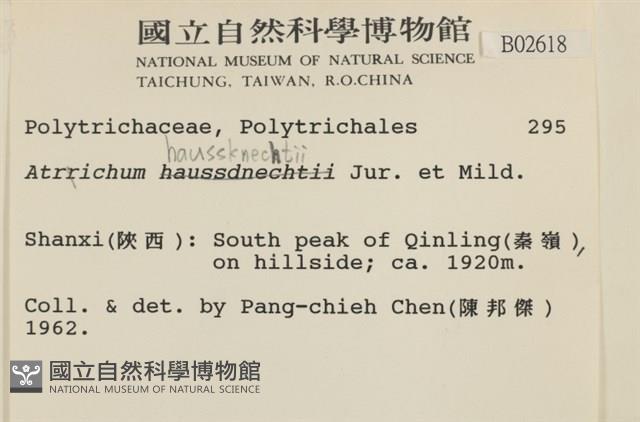 國立自然科學博物館
NATIONAL MUSEUM OF NATURAL SCIENCE
TAICHUNG, TAIWAN, R.O.CHINA
B02618
Polytrichaceae, Polytrichales 295
haussknechtii
Atrrichum haussdnechtii Jur. et Mild.
Shanxi(陝西): South peak of Qinling(秦嶺),
on hillside; ca. 1920m.
Coll. & det. by Pang-chieh Chen(陳邦傑)
1962.
國立自然科學博物館
NATIONAL MUSEUM OF NATURAL SCIENCE